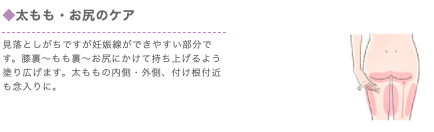 ◆太もも・お尻のケア
見落としがちですが妊娠線ができやすい部分で
す。膝裏～もも裏～お尻にかけて持ち上げるよう
塗り広げます。太ももの内側・外側、付け根付近
も念入りに。